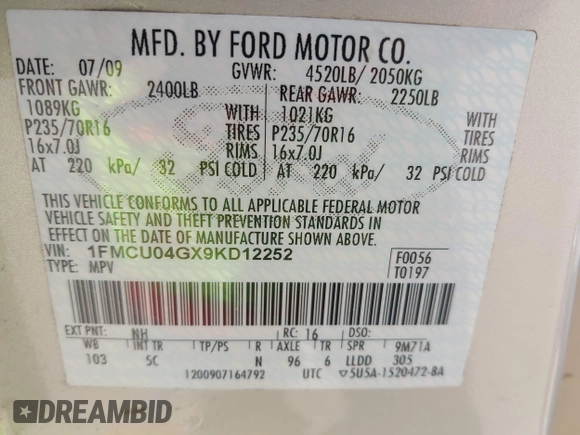 MFD. BY FORD MOTOR CO.
DATE: 07/09 GVWR: 4520LB/ 2050KG
FRONT GAWR: 2400LB REAR GAWR: 2250LB
1089KG WITH 1021KG WITH
P235/70R16 TIRES P235/70R16 TIRES
16x7.0J RIMS 16x7.0J RIMS
AT 220 kPa/ 32 PSI COLD AT 220 kPa/ 32 PSI COLD
THIS VEHICLE CONFORMS TO ALL APPLICABLE FEDERAL MOTOR
VEHICLE SAFETY AND THEFT PREVENTION STANDARDS IN
EFFECT ON THE DATE OF MANUFACTURE SHOWN ABOVE.
VIN: 1FMCU04GX9KD12252 F0056
TYPE: MPV T0197
EXT PNT: NH RC: 16 DSO:
WB INT TR TP/PS R AXLE TR SPR 9M71A
103 5C N 96 6 LLDD 305
1200907164792 UTC ▽5U5A-1520472-BA
Ford
DREAMBID